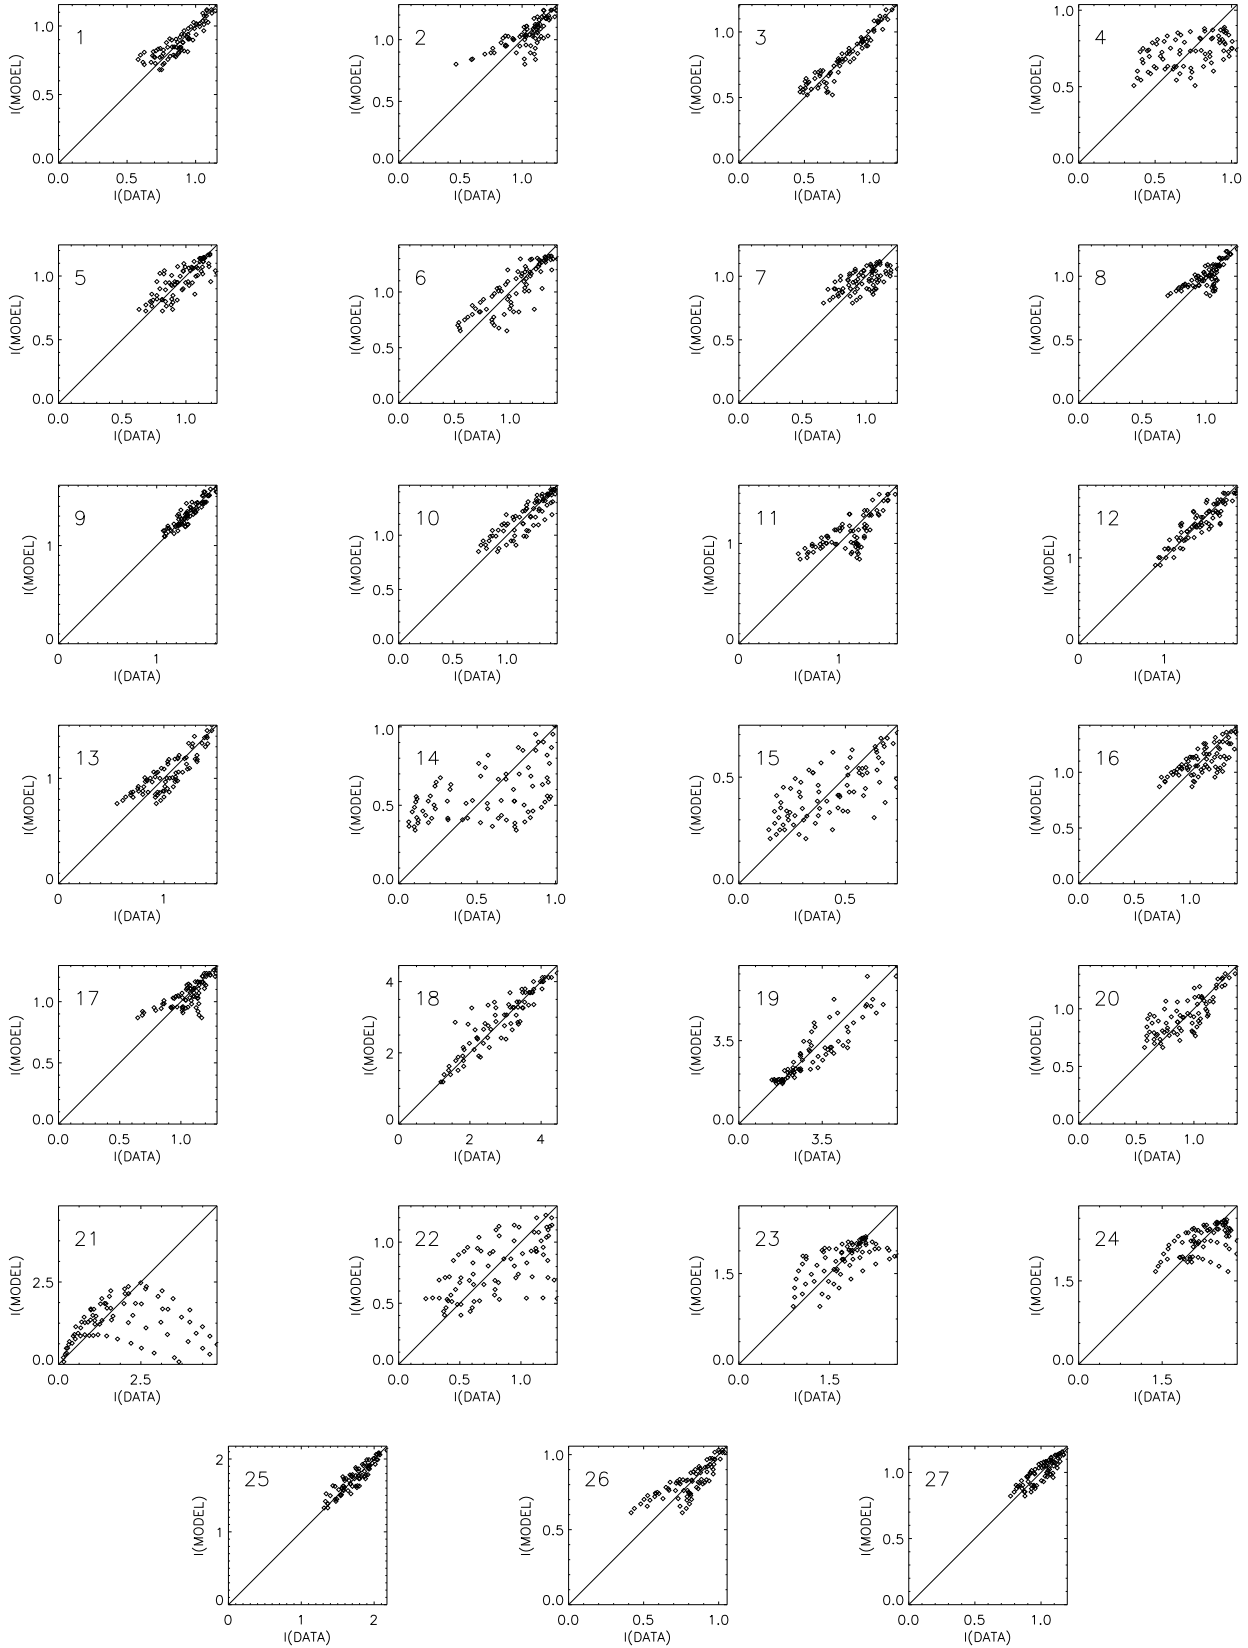 1
I(MODEL)
1.0
0.5
0.0
0.0 0.5 1.0
I(DATA)
2
I(MODEL)
1.0
0.5
0.0
0.0 0.5 1.0
I(DATA)
3
I(MODEL)
1.0
0.5
0.0
0.0 0.5 1.0
I(DATA)
4
I(MODEL)
1.0
0.5
0.0
0.0 0.5 1.0
I(DATA)
5
I(MODEL)
1.0
0.5
0.0
0.0 0.5 1.0
I(DATA)
6
I(MODEL)
1.0
0.5
0.0
0.0 0.5 1.0
I(DATA)
7
I(MODEL)
1.0
0.5
0.0
0.0 0.5 1.0
I(DATA)
8
I(MODEL)
1.0
0.5
0.0
0.0 0.5 1.0
I(DATA)
9
I(MODEL)
1
0
0 1
I(DATA)
10
I(MODEL)
1.0
0.5
0.0
0.0 0.5 1.0
I(DATA)
11
I(MODEL)
1
0
0 1
I(DATA)
12
I(MODEL)
1
0
0 1
I(DATA)
13
I(MODEL)
1
0
0 1
I(DATA)
14
I(MODEL)
1.0
0.5
0.0
0.0 0.5 1.0
I(DATA)
15
I(MODEL)
0.5
0.0
0.0 0.5
I(DATA)
16
I(MODEL)
1.0
0.5
0.0
0.0 0.5 1.0
I(DATA)
17
I(MODEL)
1.0
0.5
0.0
0.0 0.5 1.0
I(DATA)
18
I(MODEL)
4
2
0
0 2 4
I(DATA)
19
I(MODEL)
3.5
0.0
0.0 3.5
I(DATA)
20
I(MODEL)
1.0
0.5
0.0
0.0 0.5 1.0
I(DATA)
21
I(MODEL)
2.5
0.0
0.0 2.5
I(DATA)
22
I(MODEL)
1.0
0.5
0.0
0.0 0.5 1.0
I(DATA)
23
I(MODEL)
1.5
0.0
0.0 1.5
I(DATA)
24
I(MODEL)
1.5
0.0
0.0 1.5
I(DATA)
25
I(MODEL)
2
1
0
0 1 2
I(DATA)
26
I(MODEL)
1.0
0.5
0.0
0.0 0.5 1.0
I(DATA)
27
I(MODEL)
1.0
0.5
0.0
0.0 0.5 1.0
I(DATA)